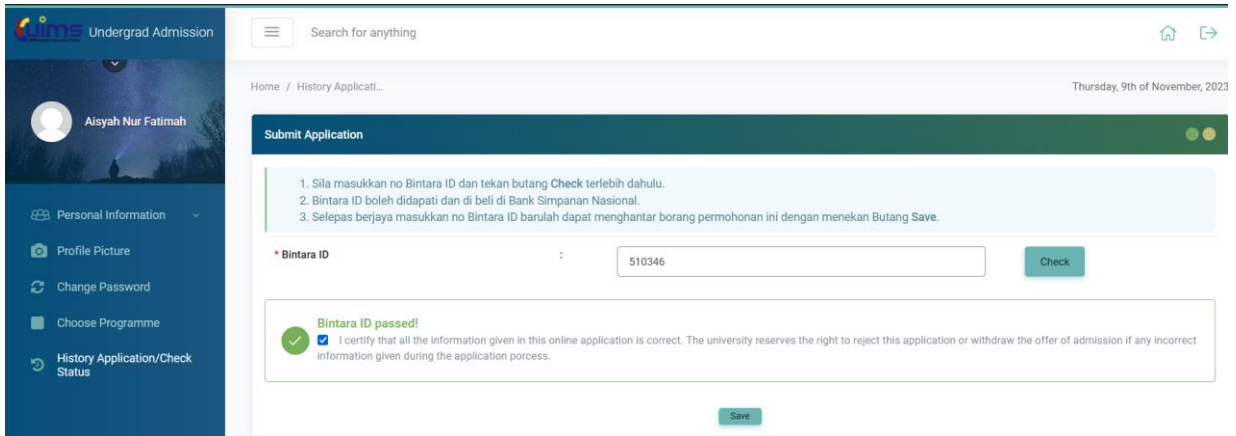 uims Undergrad Admission
Search for anything
Home / History Applicati...
Thursday, 9th of November, 2023
Aisyah Nur Fatimah
Submit Application
1. Sila masukkan no Bintara ID dan tekan butang Check terlebih dahulu.
2. Bintara ID boleh didapati dan di beli di Bank Simpanan Nasional.
3. Selepas berjaya masukkan no Bintara ID barulah dapat menghantar borang permohonan ini dengan menekan Butang Save.
Personal Information
Profile Picture
Change Password
Choose Programme
History Application/Check
Status
* Bintara ID : 510346 Check
Bintara ID passed!
I certify that all the information given in this online application is correct. The university reserves the right to reject this application or withdraw the offer of admission if any incorrect
information given during the application porcess.
Save